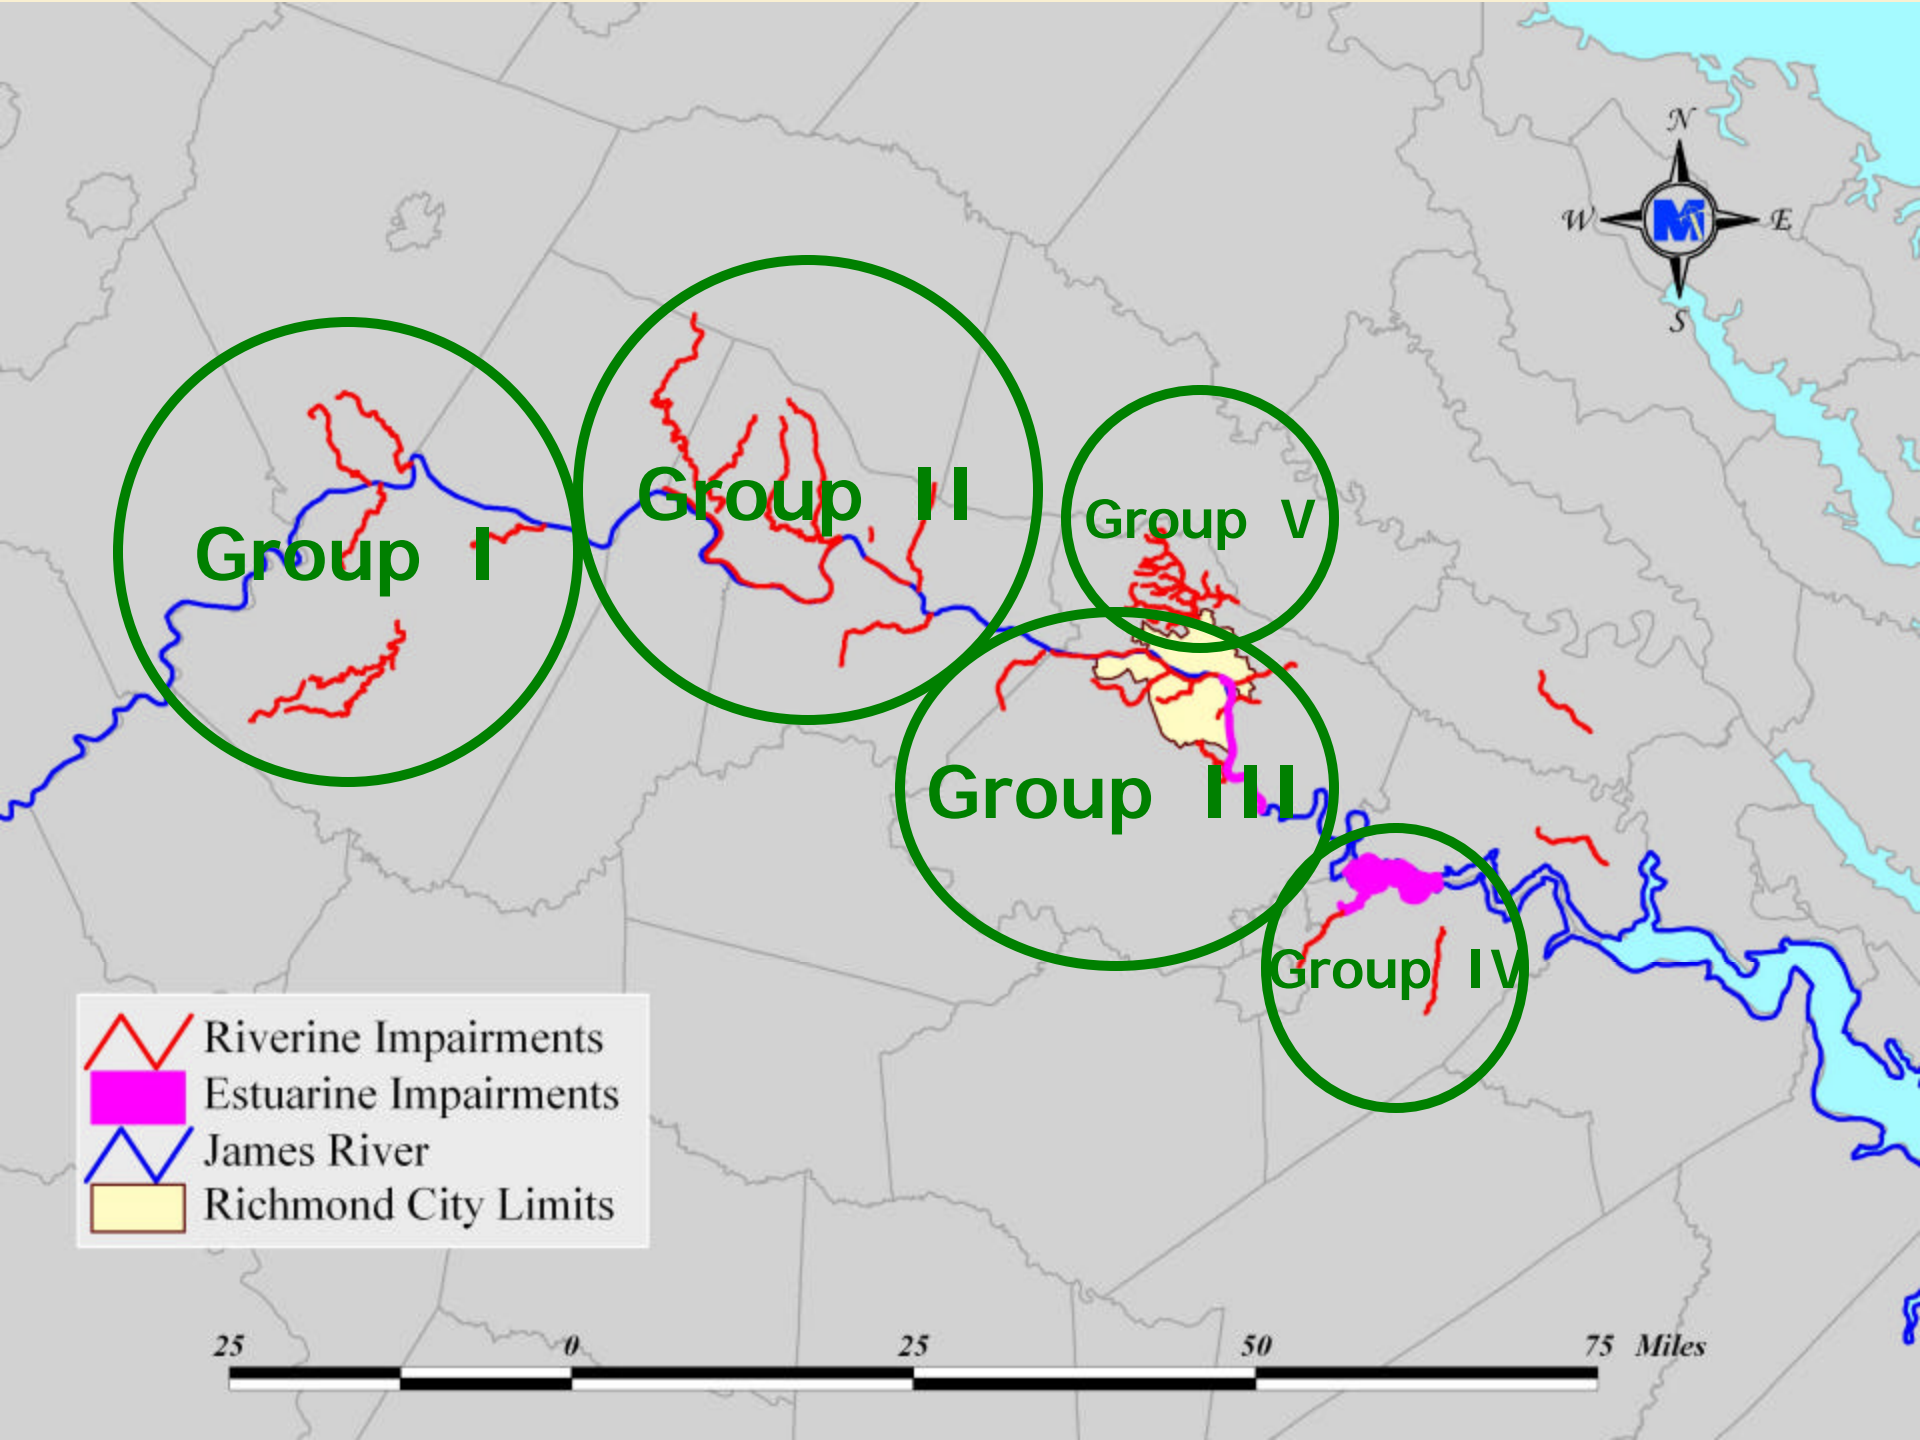 N
W
E
S
Group II
Group V
Group I
Group III
Group IV
Riverine Impairments
Estuarine Impairments
James River
Richmond City Limits
25 0 25 50 75 Miles